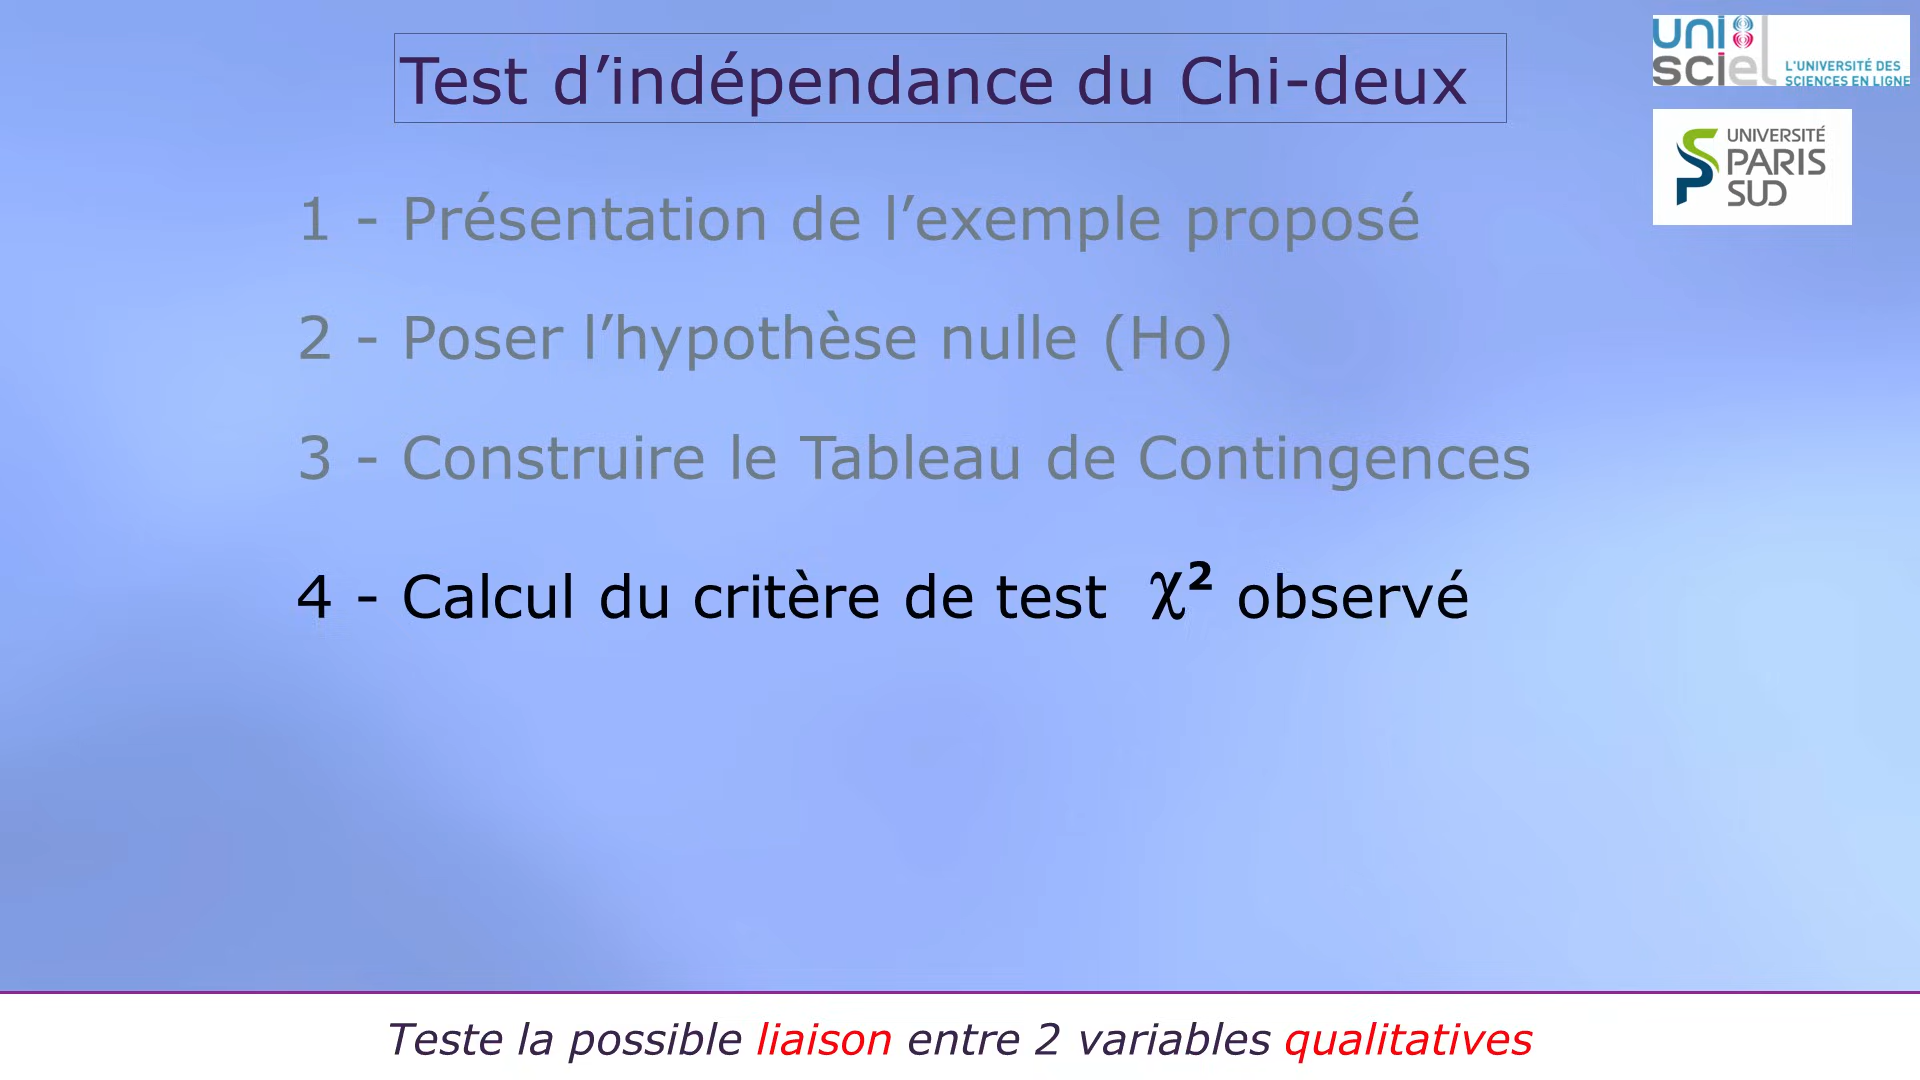 Test d’indépendance du Chi-deux
uni
sciel
L'UNIVERSITÉ DES
SCIENCES EN LIGNE
UNIVERSITÉ
PARIS
SUD
1 - Présentation de l’exemple proposé
2 - Poser l’hypothèse nulle (Ho)
3 - Construire le Tableau de Contingences
4 - Calcul du critère de test χ² observé
Teste la possible liaison entre 2 variables qualitatives